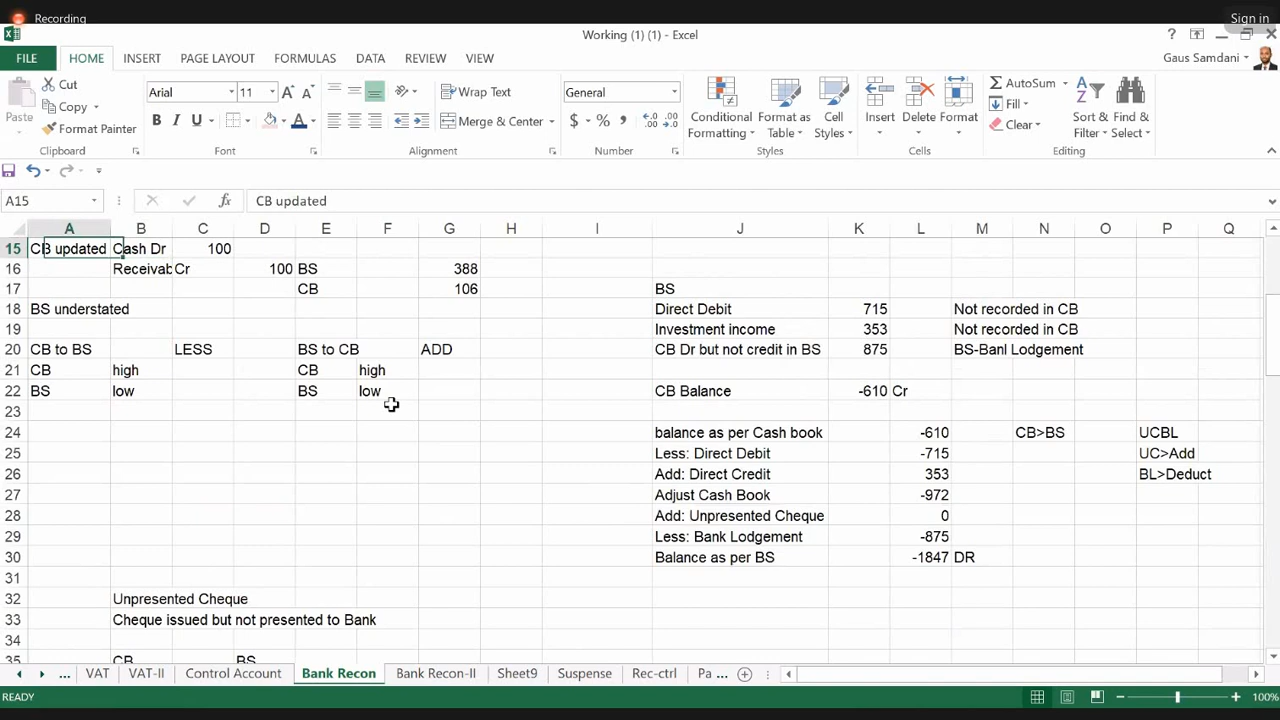 Recording
Sign in
Working (1) (1) - Excel
?
FILE HOME INSERT PAGE LAYOUT FORMULAS DATA REVIEW VIEW Gaus Samdani
Paste Cut Copy Format Painter
Arial 11
B I U A
Wrap Text
Merge & Center
General
$ % ,
Conditional Formatting Format as Table Cell Styles
Insert Delete Format
AutoSum Fill Clear
Sort & Filter Find & Select
Clipboard Font Alignment Number Styles Cells Editing
A15 fx CB updated
A B C D E F G H I J K L M N O P Q
15 CB updated Cash Dr 100
16 Receivab Cr 100 BS 388
17 CB 106 BS
18 BS understated Direct Debit 715 Not recorded in CB
19 Investment income 353 Not recorded in CB
20 CB to BS LESS BS to CB ADD CB Dr but not credit in BS 875 BS-Banl Lodgement
21 CB high CB high
22 BS low BS low CB Balance -610 Cr
23
24 balance as per Cash book -610 CB>BS UCBL
25 Less: Direct Debit -715 UC>Add
26 Add: Direct Credit 353 BL>Deduct
27 Adjust Cash Book -972
28 Add: Unpresented Cheque 0
29 Less: Bank Lodgement -875
30 Balance as per BS -1847 DR
31
32 Unpresented Cheque
33 Cheque issued but not presented to Bank
34
35 CB BS
... VAT VAT-II Control Account Bank Recon Bank Recon-II Sheet9 Suspense Rec-ctrl Pa ...
READY 100%